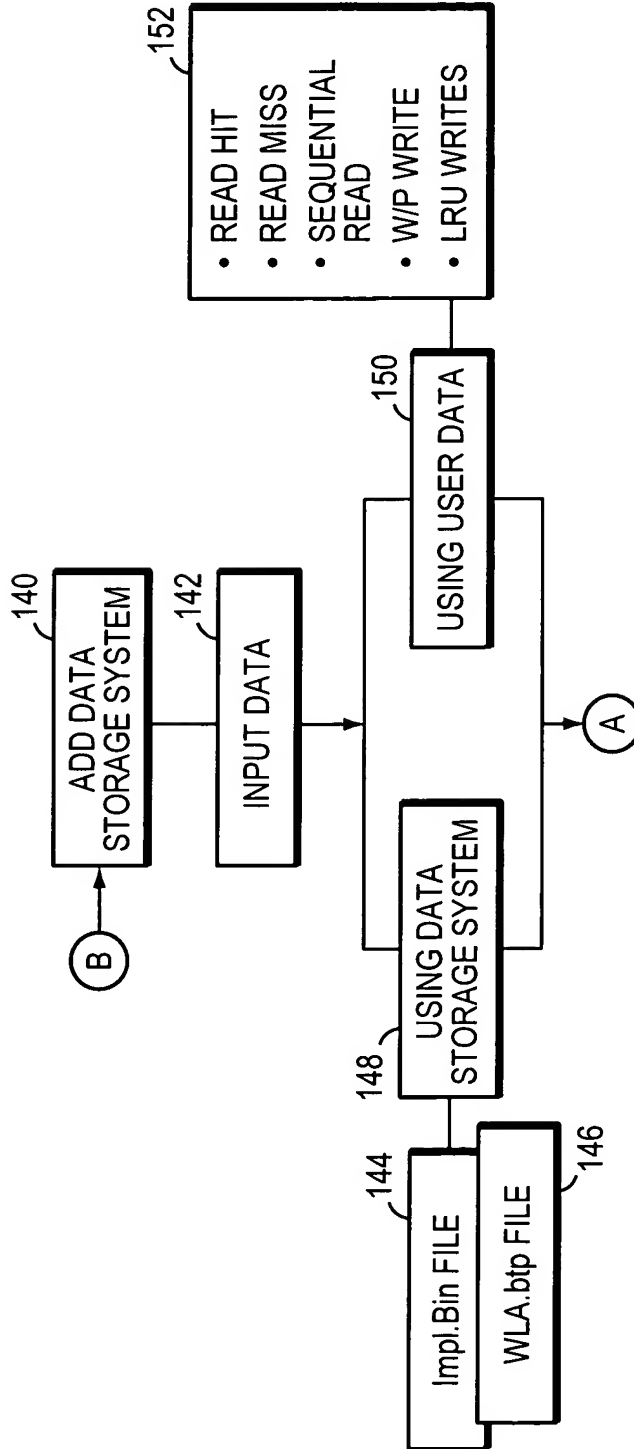 B
140
ADD DATA
STORAGE SYSTEM
142
INPUT DATA
148
USING DATA
STORAGE SYSTEM
144
Impl.Bin FILE
146
WLA.btp FILE
150
USING USER DATA
152
• READ HIT
• READ MISS
• SEQUENTIAL
READ
• W/P WRITE
• LRU WRITES
A